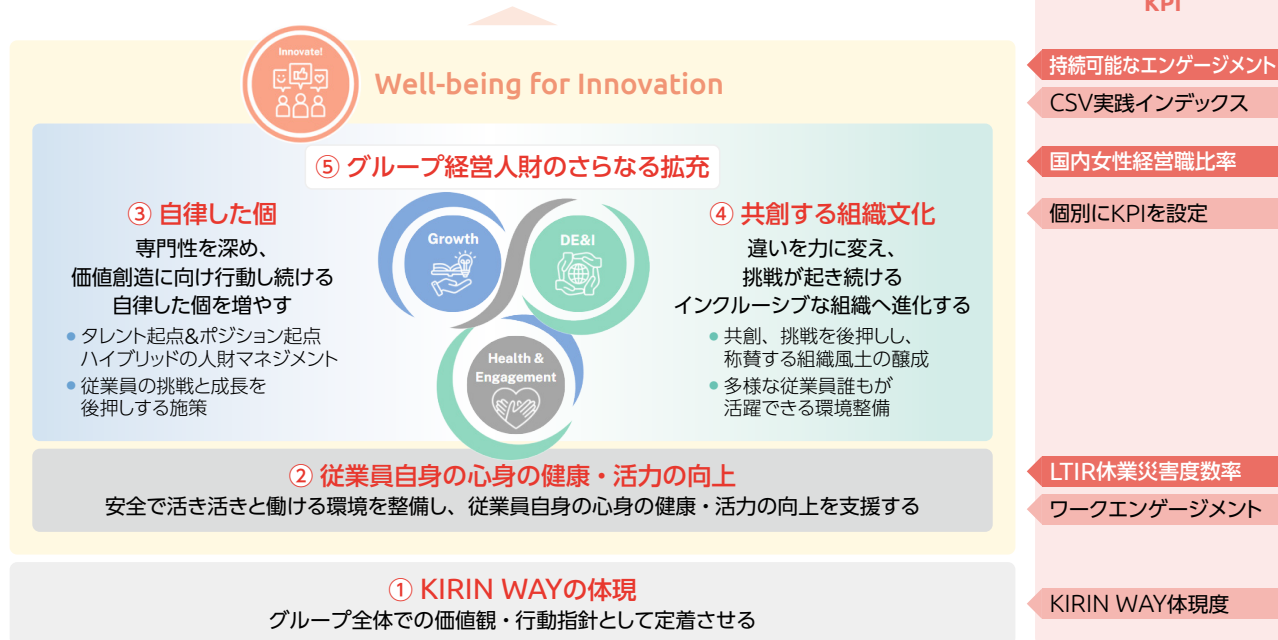 KPI
Innovate!
Well-being for Innovation
⑤ グループ経営人財のさらなる拡充
③ 自律した個
専門性を深め、
価値創造に向け行動し続ける
自律した個を増やす
● タレント起点&ポジション起点
ハイブリッドの人財マネジメント
● 従業員の挑戦と成長を
後押しする施策
Growth
DE&I
Health &
Engagement
④ 共創する組織文化
違いを力に変え、
挑戦が起き続ける
インクルーシブな組織へ進化する
● 共創、挑戦を後押しし、
称賛する組織風土の醸成
● 多様な従業員誰もが
活躍できる環境整備
② 従業員自身の心身の健康・活力の向上
安全で活き活きと働ける環境を整備し、従業員自身の心身の健康・活力の向上を支援する
① KIRIN WAYの体現
グループ全体での価値観・行動指針として定着させる
持続可能なエンゲージメント
CSV実践インデックス
国内女性経営職比率
個別にKPIを設定
LTIR休業災害度数率
ワークエンゲージメント
KIRIN WAY体現度